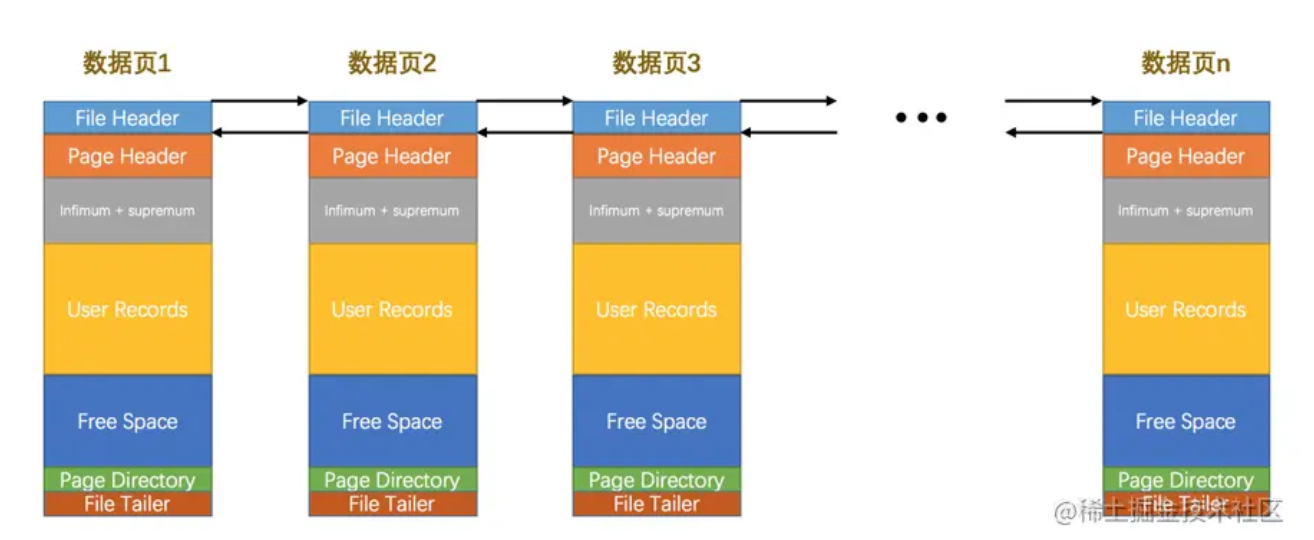 数据页1
数据页2
数据页3
数据页n
File Header
File Header
File Header
File Header
Page Header
Page Header
Page Header
Page Header
Infimum + supremum
Infimum + supremum
Infimum + supremum
Infimum + supremum
User Records
User Records
User Records
User Records
Free Space
Free Space
Free Space
Free Space
Page Directory
Page Directory
Page Directory
Page Directory
File Tailer
File Tailer
File Tailer
File Tailer
@稀土掘金技术社区